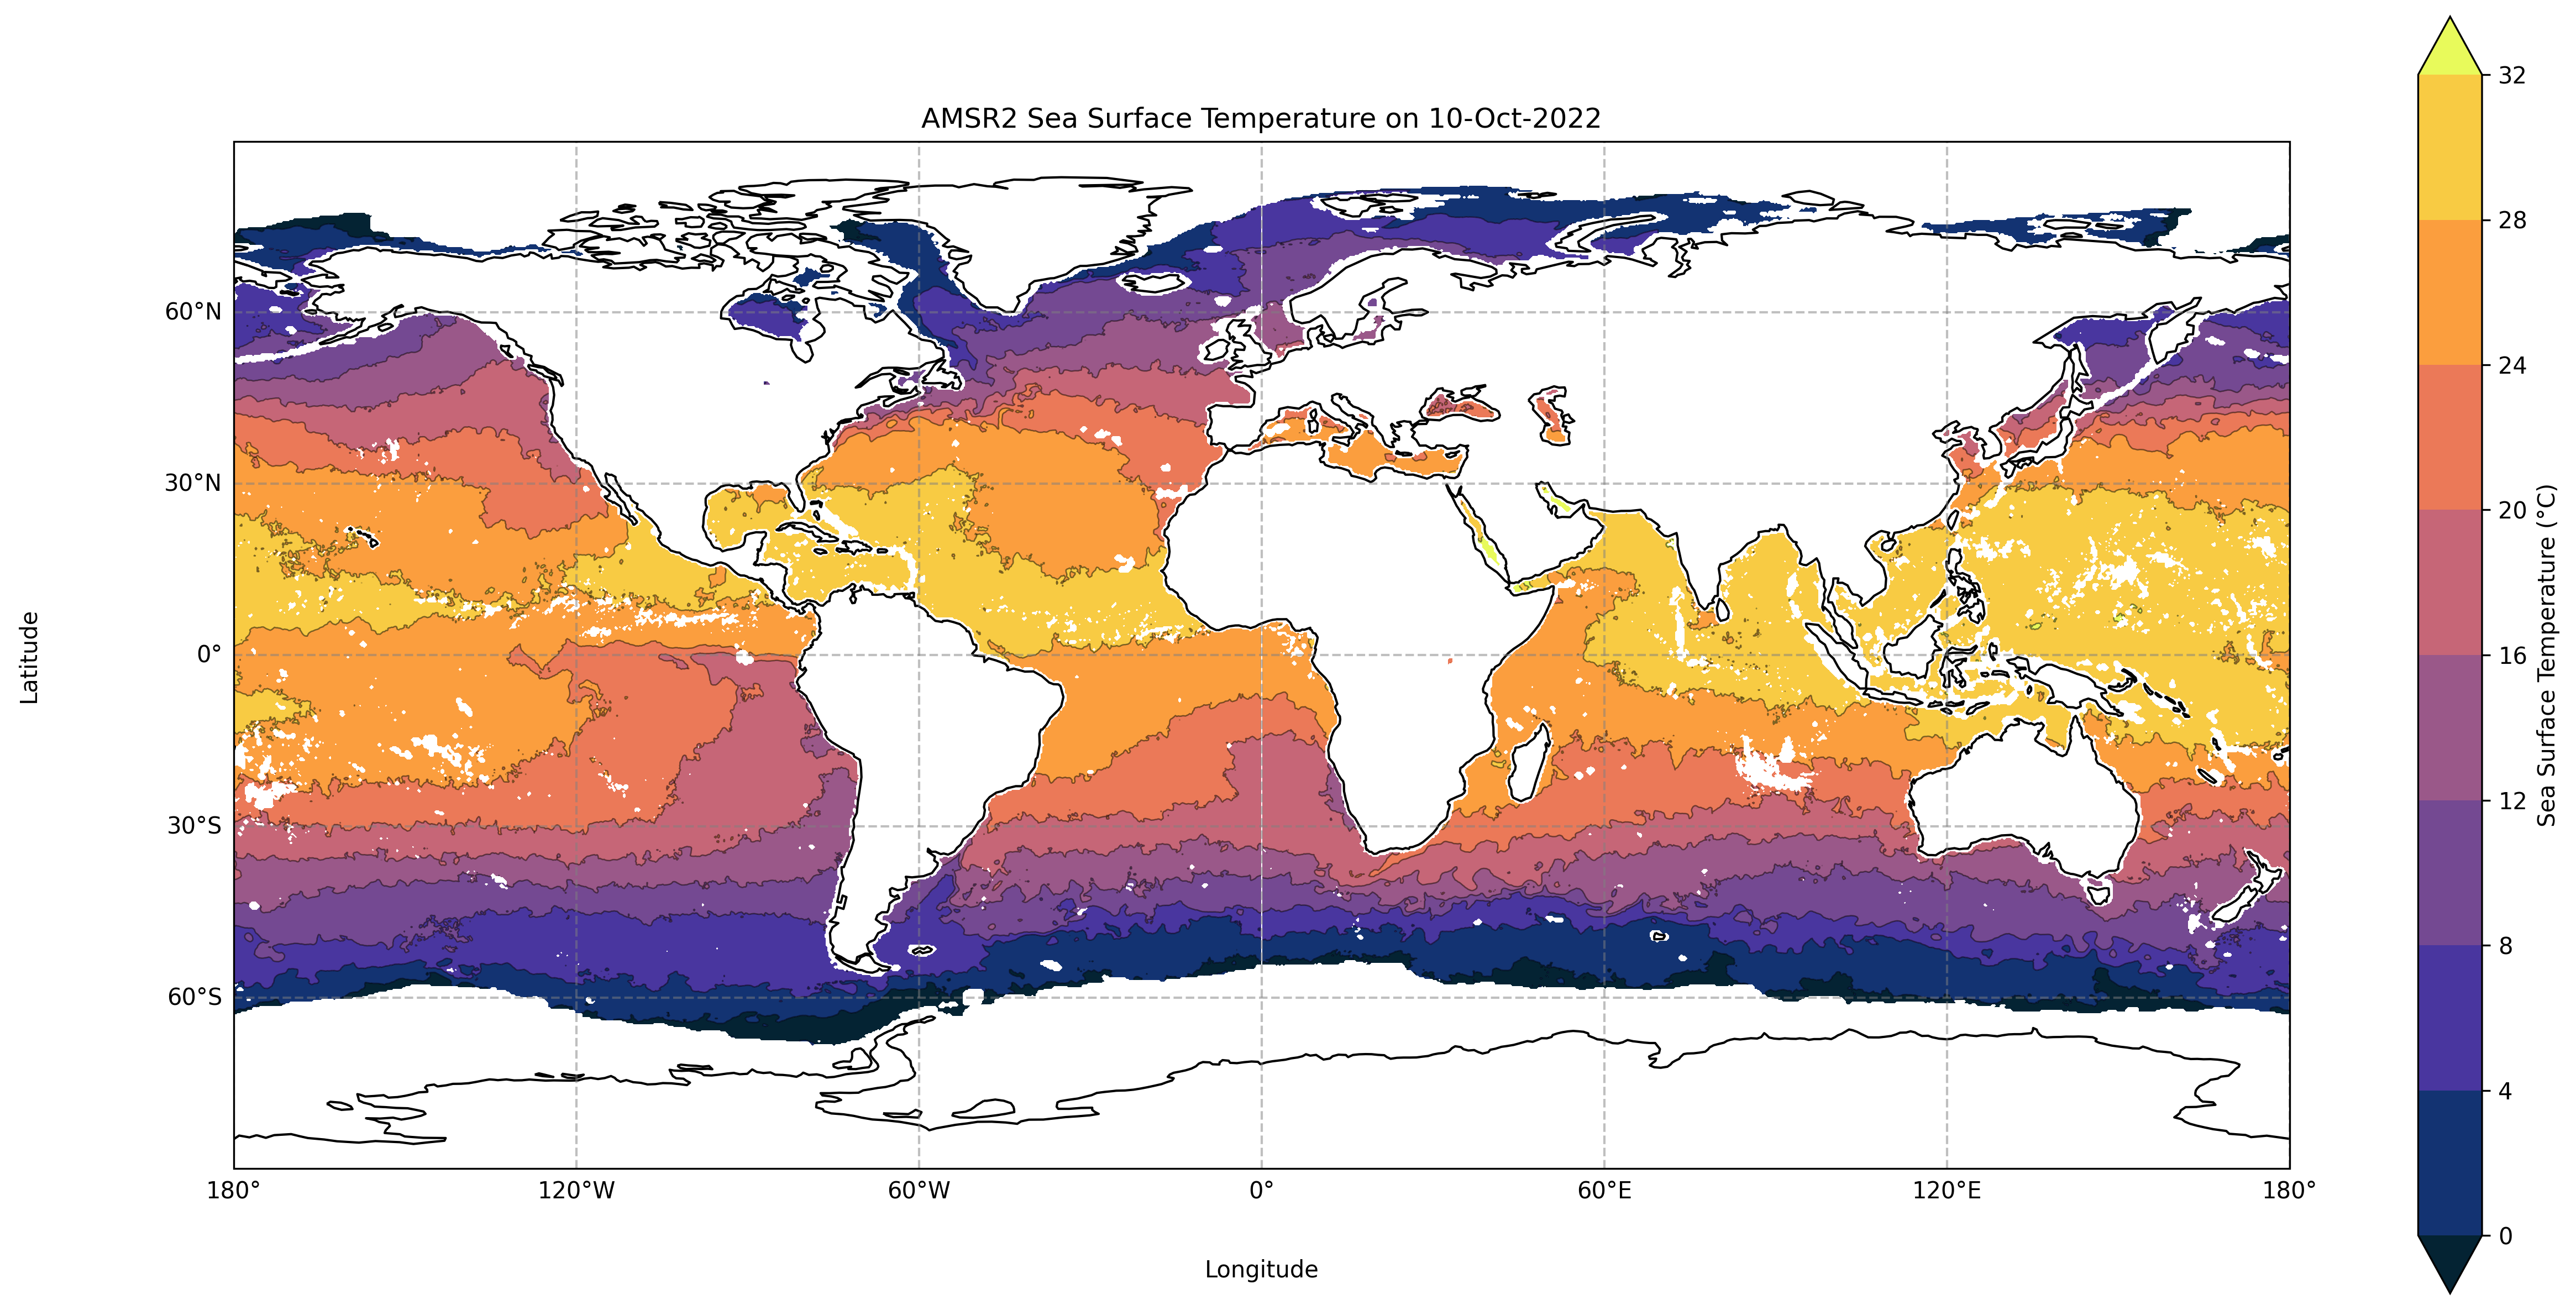 AMSR2 Sea Surface Temperature on 10-Oct-2022
60°N
30°N
0°
30°S
60°S
Latitude
180°
120°W
60°W
0°
60°E
120°E
180°
Longitude
32
28
24
20
16
12
8
4
0
Sea Surface Temperature (°C)